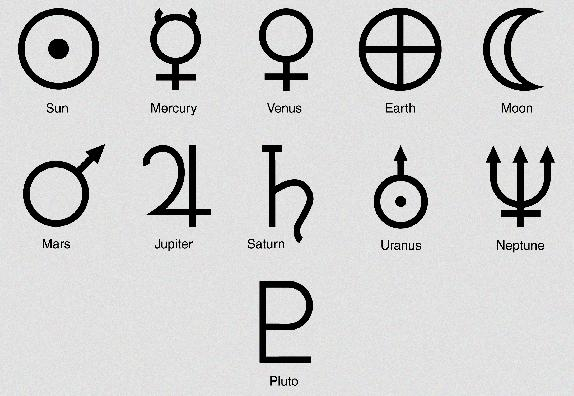 Sun
Mercury
Venus
Earth
Moon
Mars
Jupiter
Saturn
Uranus
Neptune
Pluto